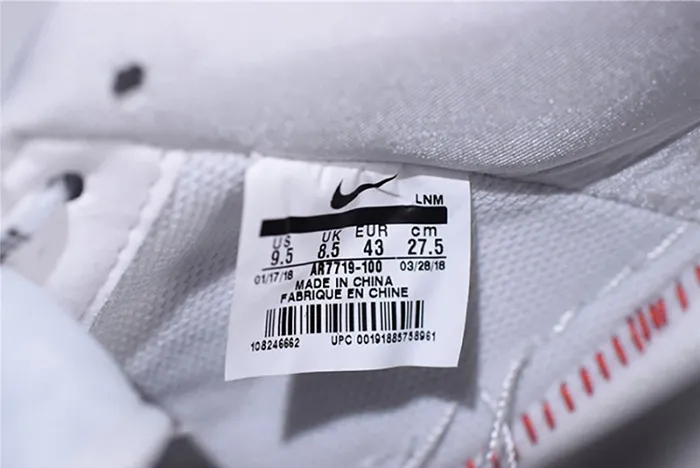 LNM
US UK EUR cm
9.5 8.5 43 27.5
01/17/18 AR7719-100 03/28/18
MADE IN CHINA
FABRIQUE EN CHINE
108246662 UPC 00191885758961